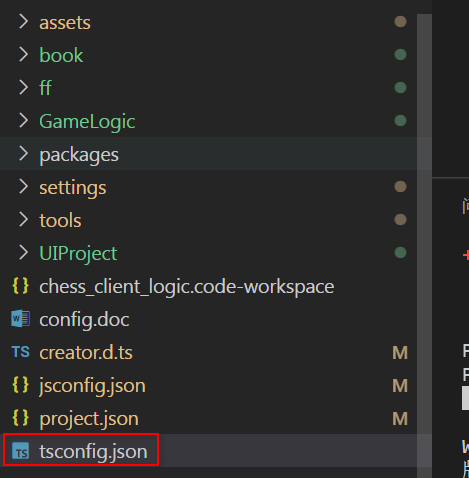 assets
book
ff
GameLogic
packages
settings
tools
UIProject
{} chess_client_logic.code-workspace
W config.doc
TS creator.d.ts M
{} jsconfig.json M
{} project.json M
TS tsconfig.json